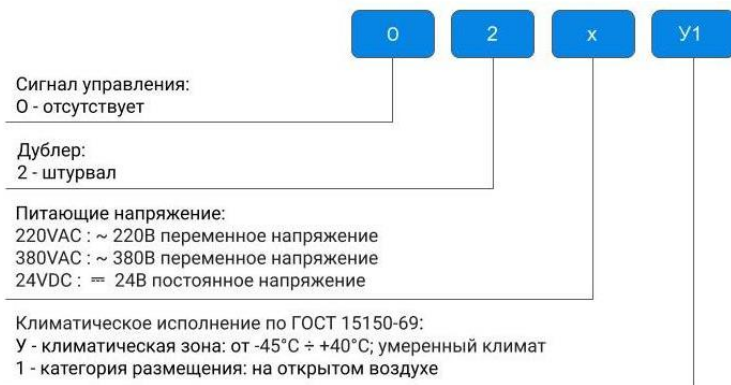 О 2 х У1
Сигнал управления:
О - отсутствует
Дублер:
2 - штурвал
Питающие напряжение:
220VAC : ~ 220В переменное напряжение
380VAC : ~ 380В переменное напряжение
24VDC : ⎓ 24В постоянное напряжение
Климатическое исполнение по ГОСТ 15150-69:
У - климатическая зона: от -45°С ÷ +40°С; умеренный климат
1 - категория размещения: на открытом воздухе